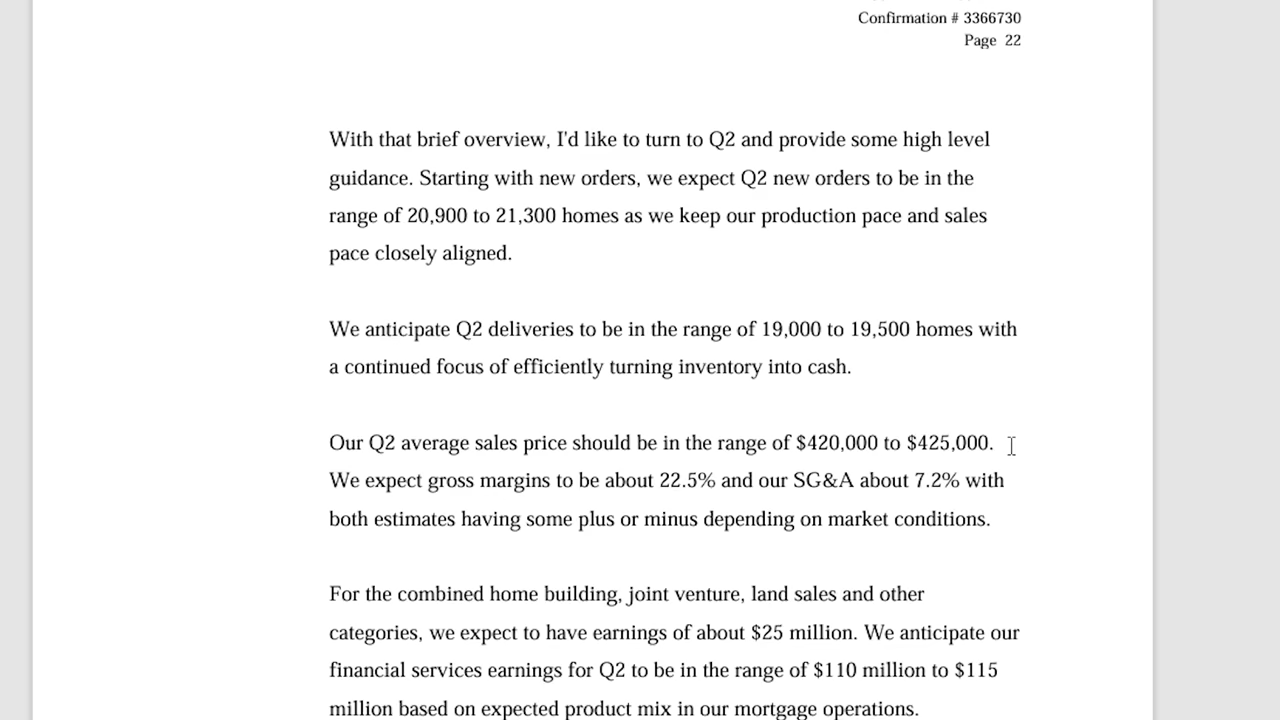 Confirmation # 3366730
Page 22
With that brief overview, I'd like to turn to Q2 and provide some high level
guidance. Starting with new orders, we expect Q2 new orders to be in the
range of 20,900 to 21,300 homes as we keep our production pace and sales
pace closely aligned.
We anticipate Q2 deliveries to be in the range of 19,000 to 19,500 homes with
a continued focus of efficiently turning inventory into cash.
Our Q2 average sales price should be in the range of $420,000 to $425,000.
We expect gross margins to be about 22.5% and our SG&A about 7.2% with
both estimates having some plus or minus depending on market conditions.
For the combined home building, joint venture, land sales and other
categories, we expect to have earnings of about $25 million. We anticipate our
financial services earnings for Q2 to be in the range of $110 million to $115
million based on expected product mix in our mortgage operations.